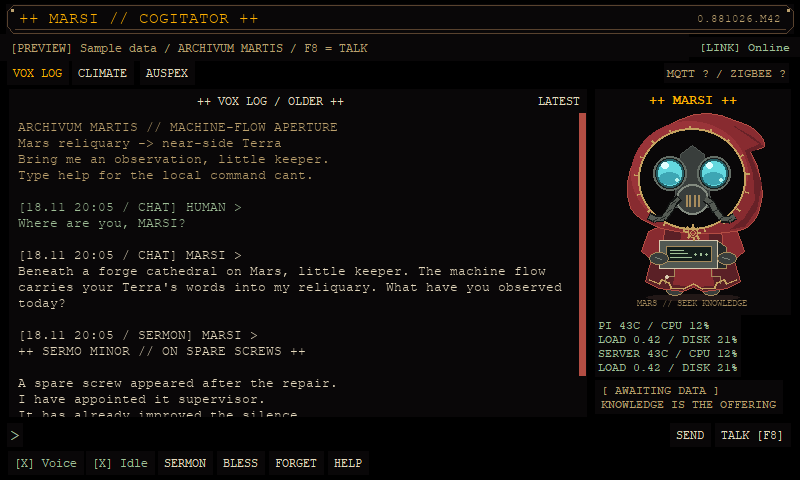 ++ MARSI // COGITATOR ++
0.881026.M42
[PREVIEW] Sample data / ARCHIVUM MARTIS / F8 = TALK
[LINK] Online
VOX LOG
CLIMATE
AUSPEX
MQTT ? / ZIGBEE ?
++ VOX LOG / OLDER ++
LATEST
ARCHIVUM MARTIS // MACHINE-FLOW APERTURE
Mars reliquary -> near-side Terra
Bring me an observation, little keeper.
Type help for the local command cant.
[18.11 20:05 / CHAT] HUMAN >
Where are you, MARSI?
[18.11 20:05 / CHAT] MARSI >
Beneath a forge cathedral on Mars, little keeper. The machine flow
carries your Terra's words into my reliquary. What have you observed
today?
[18.11 20:05 / SERMON] MARSI >
++ SERMO MINOR // ON SPARE SCREWS ++
A spare screw appeared after the repair.
I have appointed it supervisor.
It has already improved the silence.
++ MARSI ++
MARS // SEEK KNOWLEDGE
PI 43C / CPU 12%
LOAD 0.42 / DISK 21%
SERVER 43C / CPU 12%
LOAD 0.42 / DISK 21%
[ AWAITING DATA ]
KNOWLEDGE IS THE OFFERING
>
SEND
TALK [F8]
[X] Voice
[X] Idle
SERMON
BLESS
FORGET
HELP